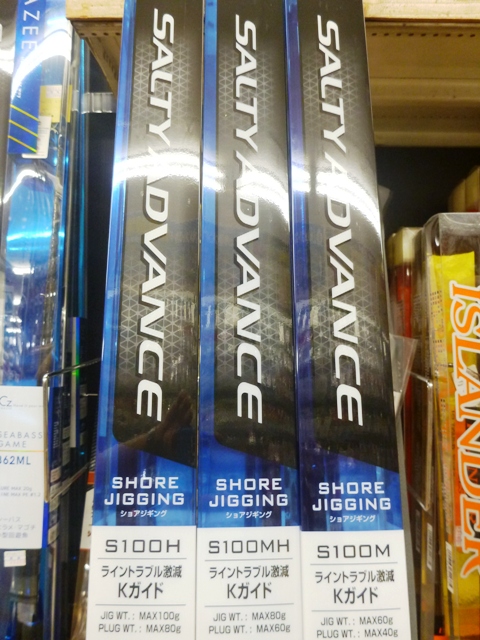 AZEE
SALTY ADVANCE
SHORE
JIGGING
ショアジギング
S100H
ライントラブル激減
Kガイド
JIG WT.: MAX100g
PLUG WT.: MAX80g
SALTY ADVANCE
SHORE
JIGGING
ショアジギング
S100MH
ライントラブル激減
Kガイド
JIG WT.: MAX80g
PLUG WT.: MAX60g
SALTY ADVANCE
SHORE
JIGGING
ショアジギング
S100M
ライントラブル激減
Kガイド
JIG WT.: MAX60g
PLUG WT.: MAX40g
ISLANDER
SEABASS
GAME
862ML